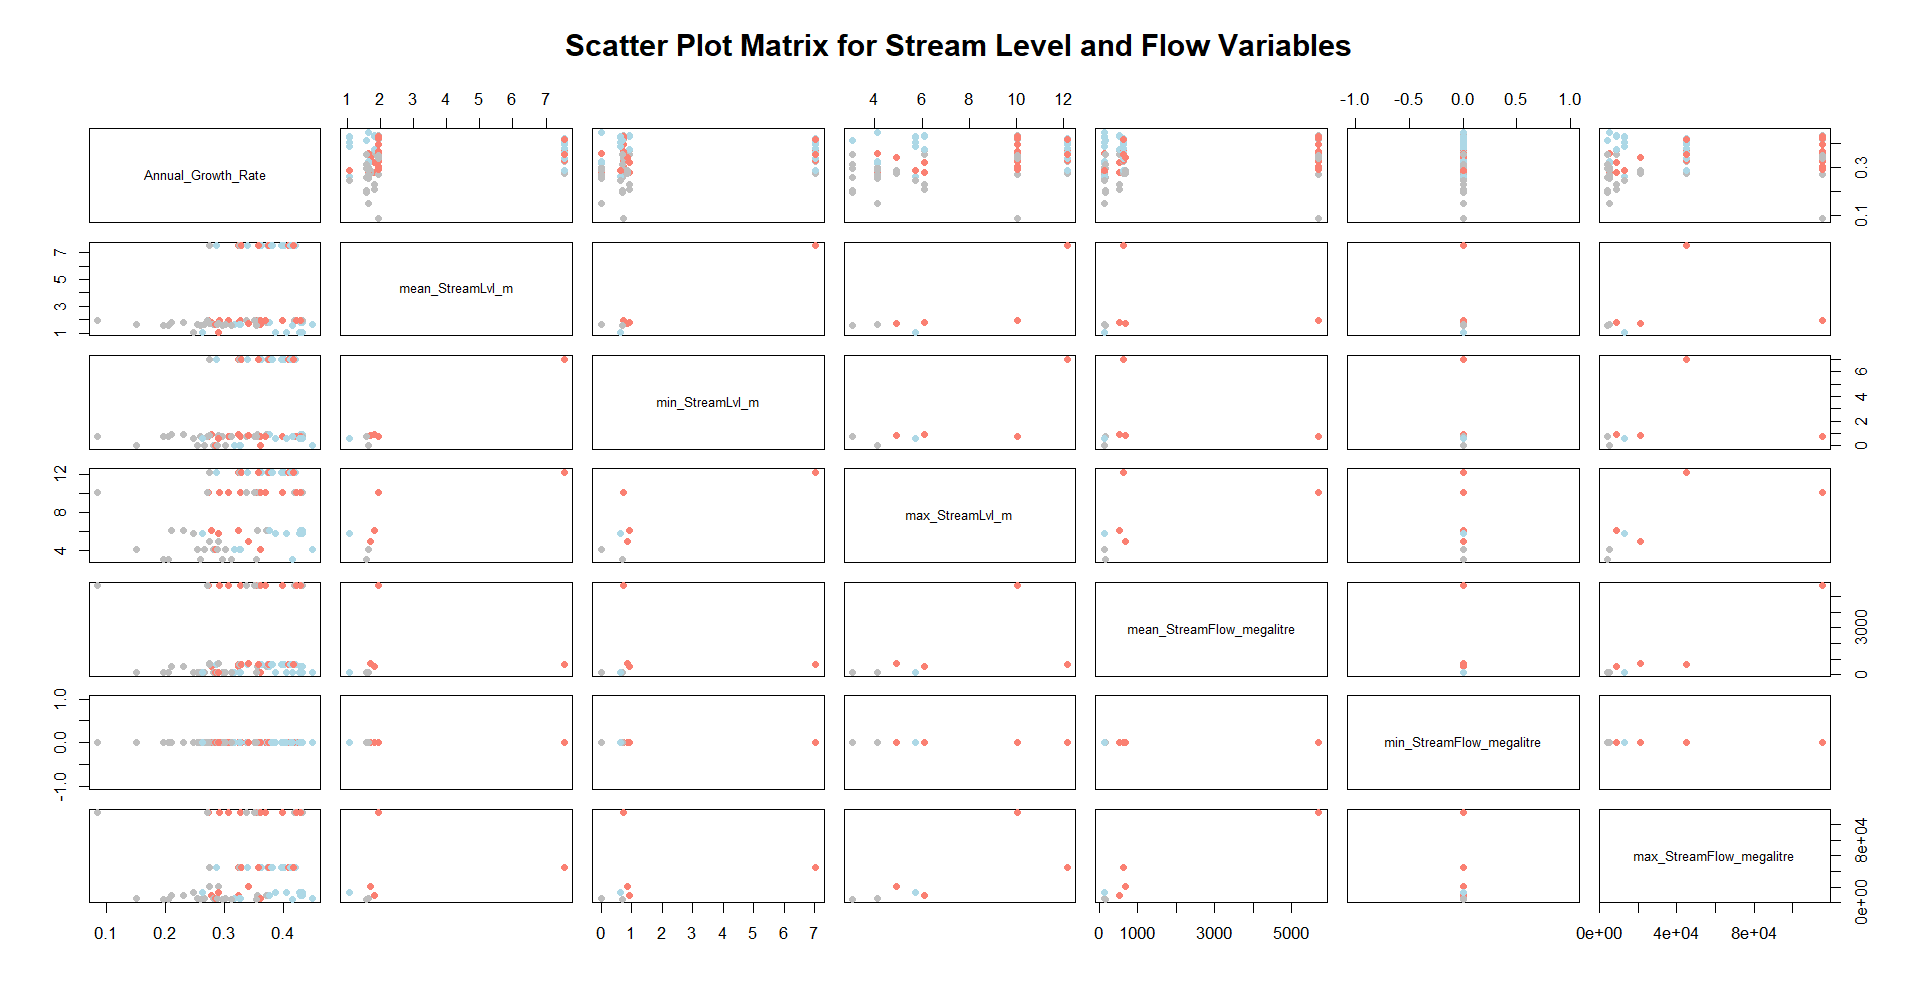 Scatter Plot Matrix for Stream Level and Flow Variables
1 2 3 4 5 6 7
4 6 8 10 12
-1.0 -0.5 0.0 0.5 1.0
Annual_Growth_Rate
0.1 0.3
1 3 5 7
mean_StreamLvl_m
min_StreamLvl_m
0 2 4 6
4 8 12
max_StreamLvl_m
mean_StreamFlow_megalitre
0 3000
-1.0 0.0 1.0
min_StreamFlow_megalitre
max_StreamFlow_megalitre
0e+00 8e+04
0.1 0.2 0.3 0.4
0 1 2 3 4 5 6 7
0 1000 3000 5000
0e+00 4e+04 8e+04